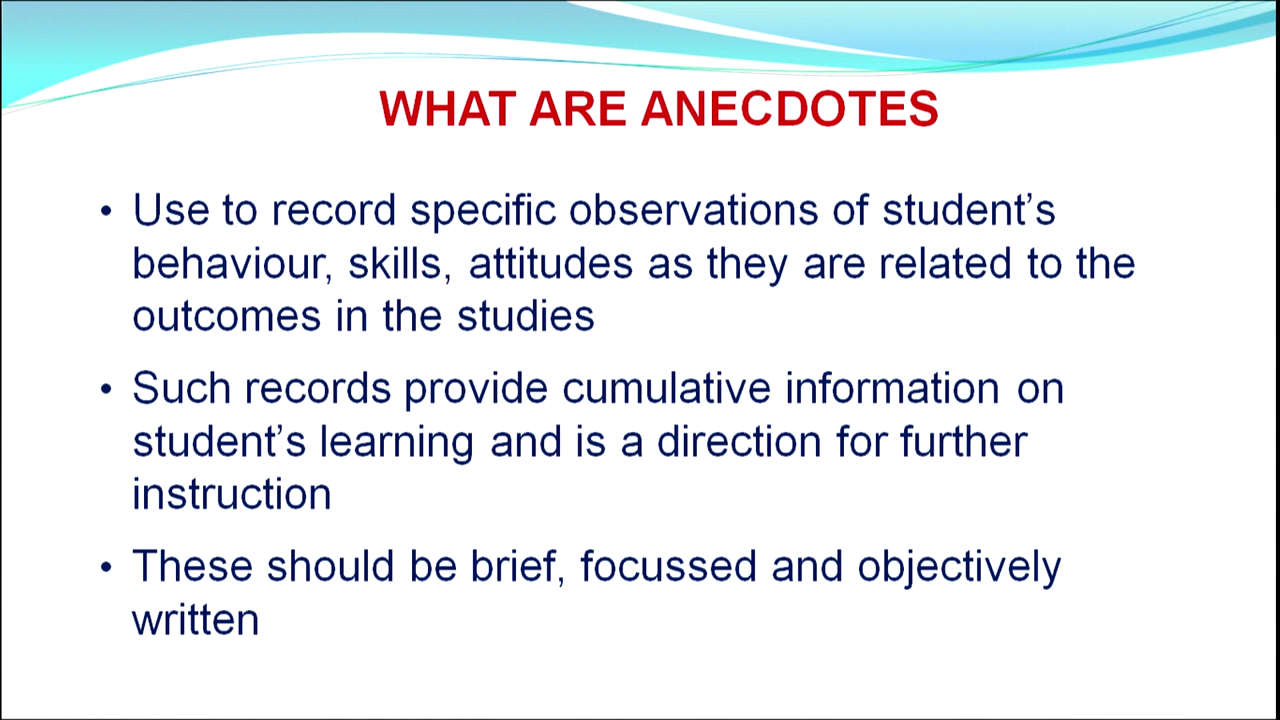 WHAT ARE ANECDOTES
• Use to record specific observations of student’s
behaviour, skills, attitudes as they are related to the
outcomes in the studies
• Such records provide cumulative information on
student’s learning and is a direction for further
instruction
• These should be brief, focussed and objectively
written